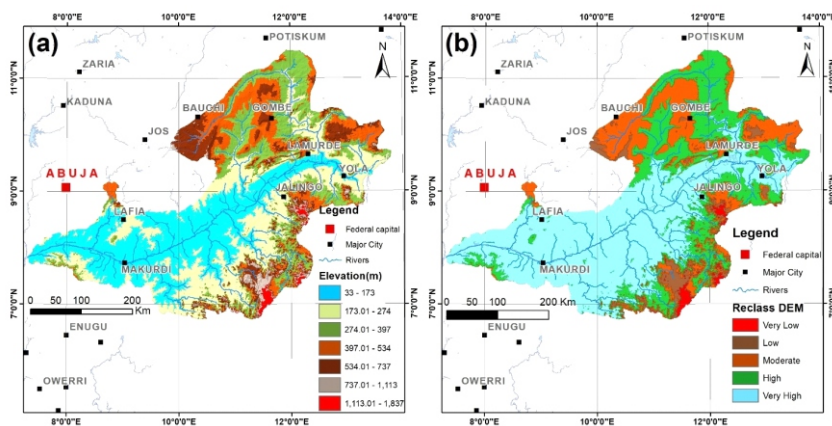 8°0'0"E 10°0'0"E 12°0'0"E 14°0'0"E
(a)
N
POTISKUM
ZARIA
11°0'0"N
KADUNA
BAUCHI
GOMBE
JOS
LAMURDE
ABUJA
YOLA
9°0'0"N
JALINGO
LAFIA
Legend
Federal capital
Major City
Rivers
MAKURDI
Elevation(m)
33 - 173
173.01 - 274
274.01 - 397
397.01 - 534
534.01 - 737
737.01 - 1,113
1,113.01 - 1,837
7°0'0"N
0 50 100 200
Km
ENUGU
OWERRI
8°0'0"E 10°0'0"E 12°0'0"E 14°0'0"E
8°0'0"E 10°0'0"E 12°0'0"E 14°0'0"E
(b)
N
POTISKUM
ZARIA
11°0'0"N
KADUNA
BAUCHI
GOMBE
JOS
LAMURDE
ABUJA
YOLA
9°0'0"N
JALINGO
LAFIA
Legend
Federal capital
Major City
Rivers
MAKURDI
Reclass DEM
Very Low
Low
Moderate
High
Very High
7°0'0"N
0 50 100 200
Km
ENUGU
OWERRI
8°0'0"E 10°0'0"E 12°0'0"E 14°0'0"E